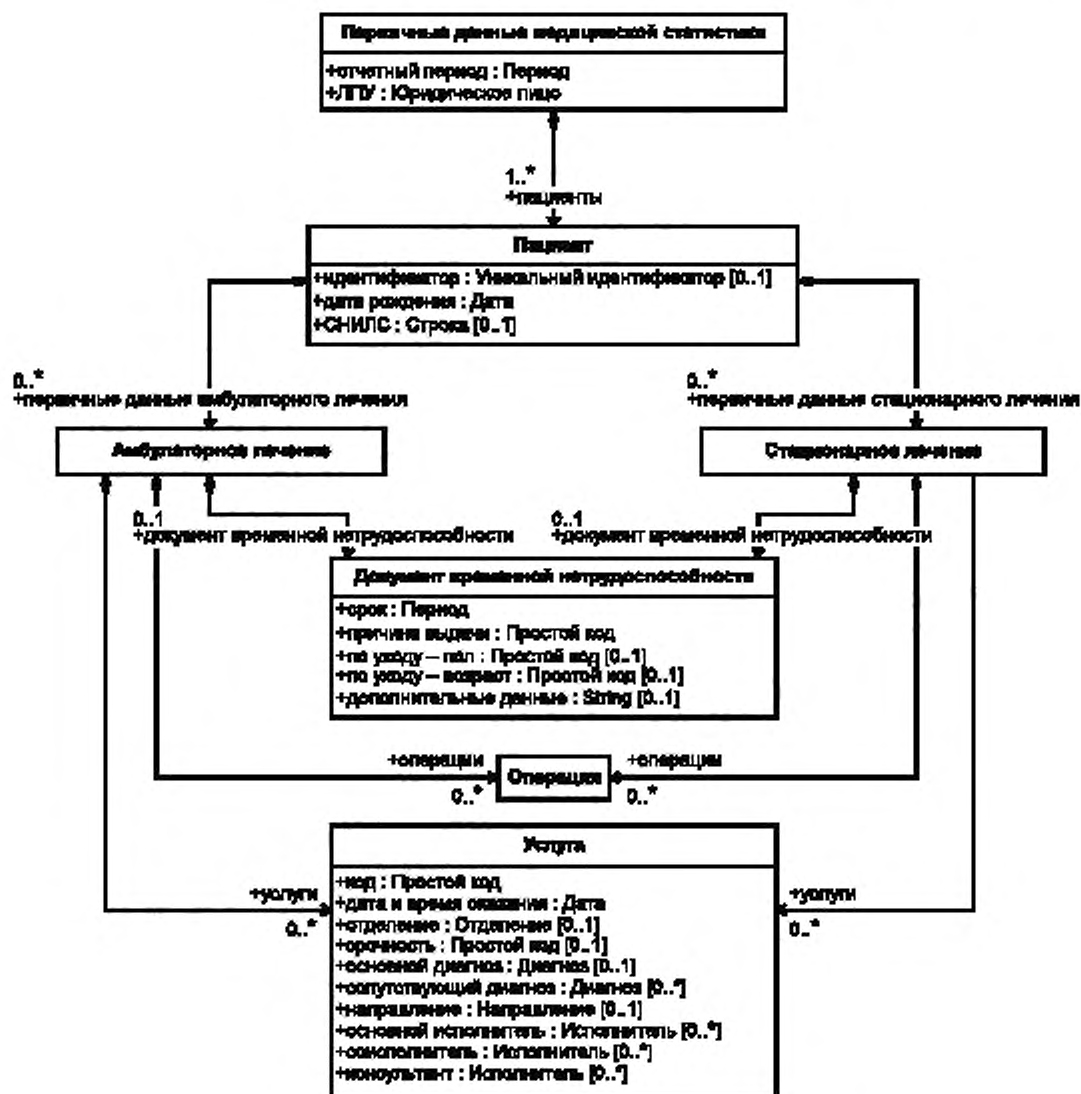 Первичные данные медицинской статистики
+отчетный период : Период
+ЛПУ : Юридическое лицо
1..*
+пациенты
Пациент
+идентификатор : Уникальный идентификатор [0..1]
+дата рождения : Дата
+СНИЛС : Строка [0..1]
0..*
+первичные данные амбулаторного лечения
0..*
+первичные данные стационарного лечения
Амбулаторное лечение
Стационарное лечение
0..1
+документ временной нетрудоспособности
0..1
+документ временной нетрудоспособности
Документ временной нетрудоспособности
+срок : Период
+причина выдачи : Простой код
+по уходу – пол : Простой код [0..1]
+по уходу – возраст : Простой код [0..1]
+дополнительные данные : String [0..1]
+операции
0..*
Операция
+операции
0..*
Услуга
+код : Простой код
+дата и время оказания : Дата
+отделение : Отделение [0..1]
+срочность : Простой код [0..1]
+основной диагноз : Диагноз [0..1]
+сопутствующий диагноз : Диагноз [0..*]
+направление : Направление [0..1]
+основной исполнитель : Исполнитель [0..*]
+соисполнитель : Исполнитель [0..*]
+консультант : Исполнитель [0..*]
+услуги
0..*
+услуги
0..*